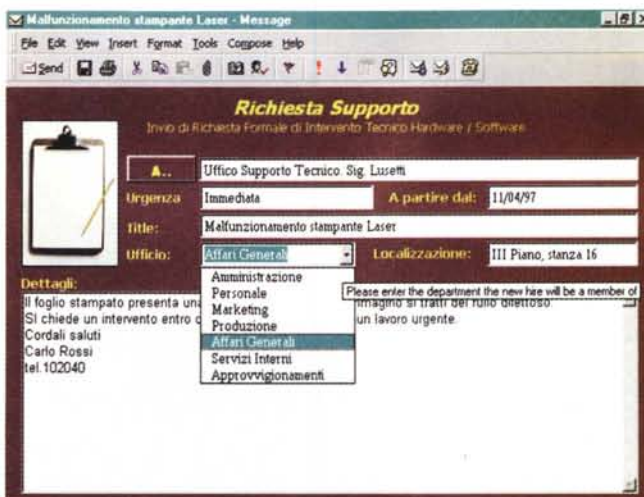 Malfunzionamento stampante Laser - Message
File Edit View Insert Format Tools Compose Help
Send
Richiesta Supporto
Invio di Richiesta Formale di Intervento Tecnico Hardware / Software
A..
Uffico Supporto Tecnico. Sig. Lusetti
Urgenza
Immediata
A partire dal:
11/04/97
Title:
Malfunzionamento stampante Laser
Ufficio:
Affari Generali
Localizzazione:
III Piano, stanza 16
Amministrazione
Personale
Marketing
Produzione
Affari Generali
Servizi Interni
Approvvigionamenti
Please enter the department the new hire will be a member of
Dettagli:
Il foglio stampato presenta una
SI chiede un intervento entro un lavoro urgente.
Cordali saluti
Carlo Rossi
tel.102040